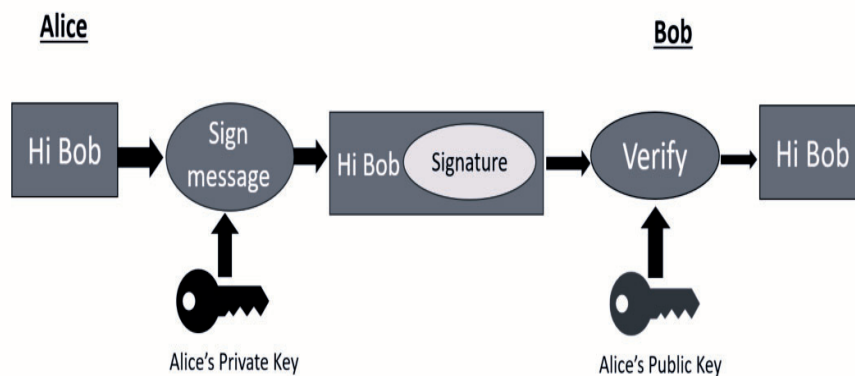 Alice
Bob
Hi Bob
Sign
message
Hi Bob
Signature
Verify
Hi Bob
Alice's Private Key
Alice's Public Key